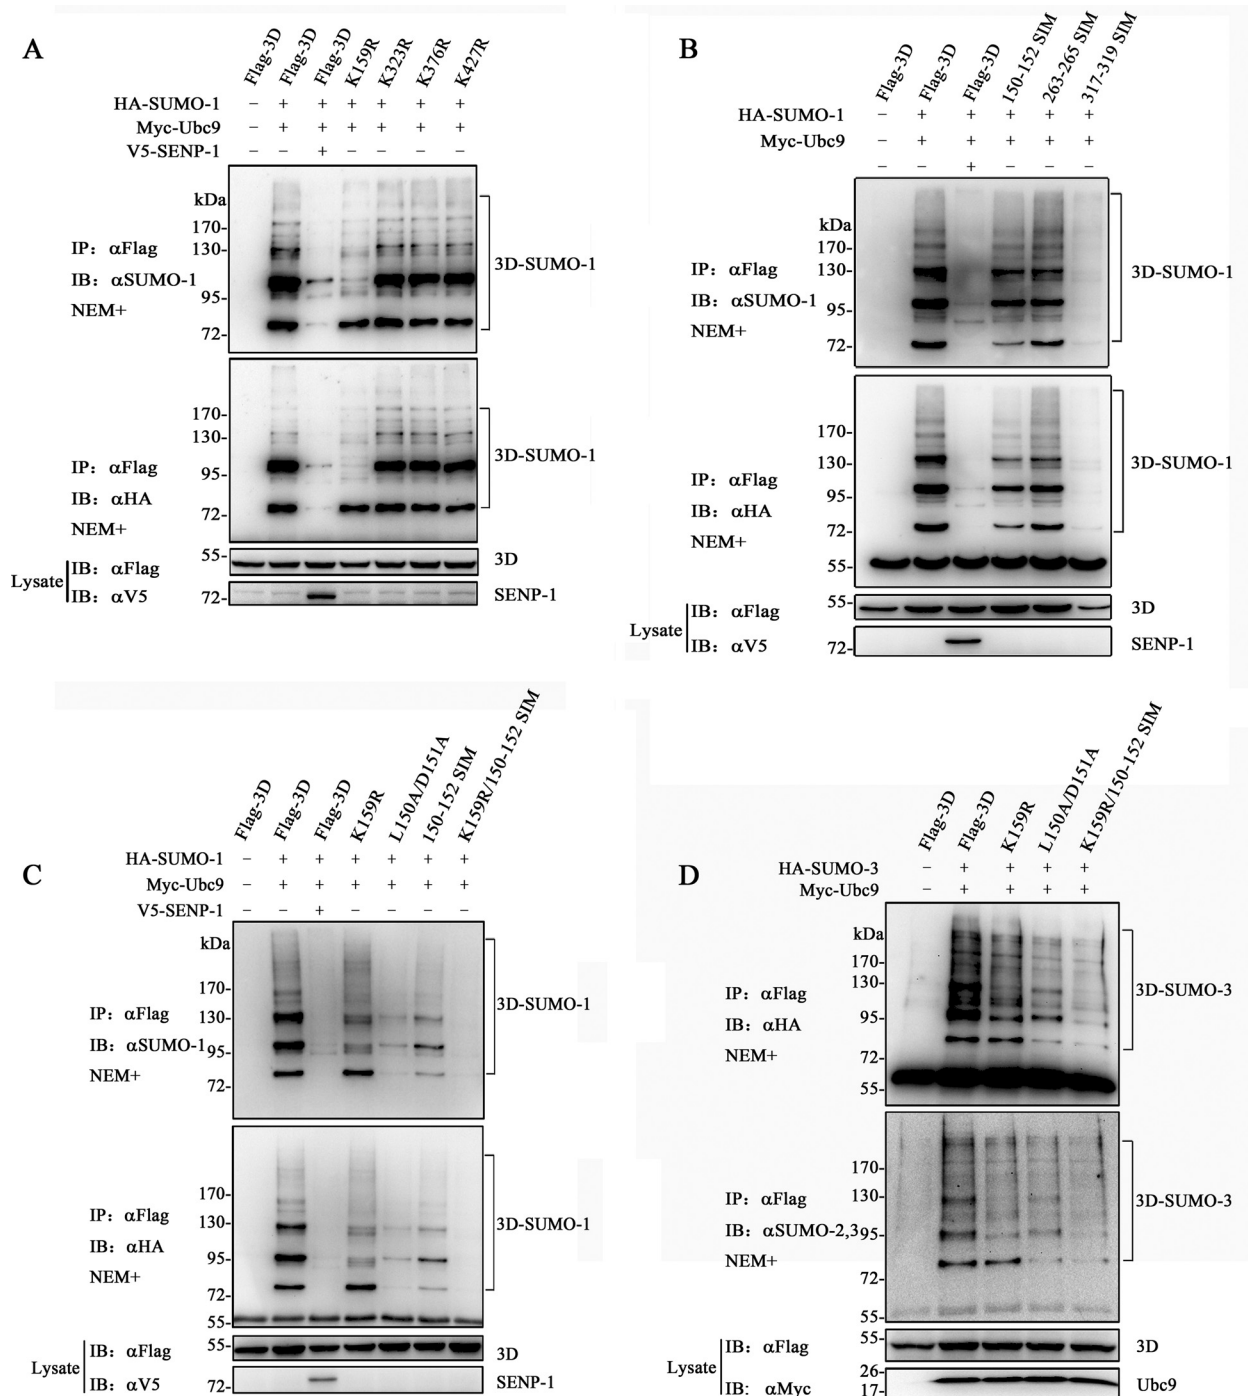 A
Flag-3D
Flag-3D
Flag-3D
K159R
K323R
K376R
K427R
HA-SUMO-1 – + + + + + +
Myc-Ubc9 – + + + + + +
V5-SENP-1 – – + – – – –
kDa
170-
130-
95-
72-
IP: αFlag
IB: αSUMO-1
NEM+
3D-SUMO-1
170-
130-
95-
72-
IP: αFlag
IB: αHA
NEM+
3D-SUMO-1
Lysate
55-
IB: αFlag
3D
IB: αV5
72-
SENP-1
B
Flag-3D
Flag-3D
Flag-3D
150-152 SIM
263-265 SIM
317-319 SIM
HA-SUMO-1 – + + + + +
Myc-Ubc9 – + + + + +
– – + – – –
kDa
170-
130-
95-
72-
IP: αFlag
IB: αSUMO-1
NEM+
3D-SUMO-1
170-
130-
95-
72-
55-
IP: αFlag
IB: αHA
NEM+
3D-SUMO-1
Lysate
55-
IB: αFlag
3D
IB: αV5
72-
SENP-1
C
Flag-3D
Flag-3D
Flag-3D
K159R
L150A/D151A
150-152 SIM
K159R/150-152 SIM
HA-SUMO-1 – + + + + + +
Myc-Ubc9 – + + + + + +
V5-SENP-1 – – + – – – –
kDa
170-
130-
95-
72-
IP: αFlag
IB: αSUMO-1
NEM+
3D-SUMO-1
170-
130-
95-
72-
55-
IP: αFlag
IB: αHA
NEM+
3D-SUMO-1
Lysate
55-
IB: αFlag
3D
IB: αV5
72-
SENP-1
D
Flag-3D
Flag-3D
K159R
L150A/D151A
K159R/150-152 SIM
HA-SUMO-3 – + + + +
Myc-Ubc9 – + + + +
kDa
170-
130-
95-
72-
55-
IP: αFlag
IB: αHA
NEM+
3D-SUMO-3
170-
130-
95-
72-
55-
IP: αFlag
IB: αSUMO-2,3
NEM+
3D-SUMO-3
Lysate
55-
IB: αFlag
3D
26-
17-
IB: αMyc
Ubc9